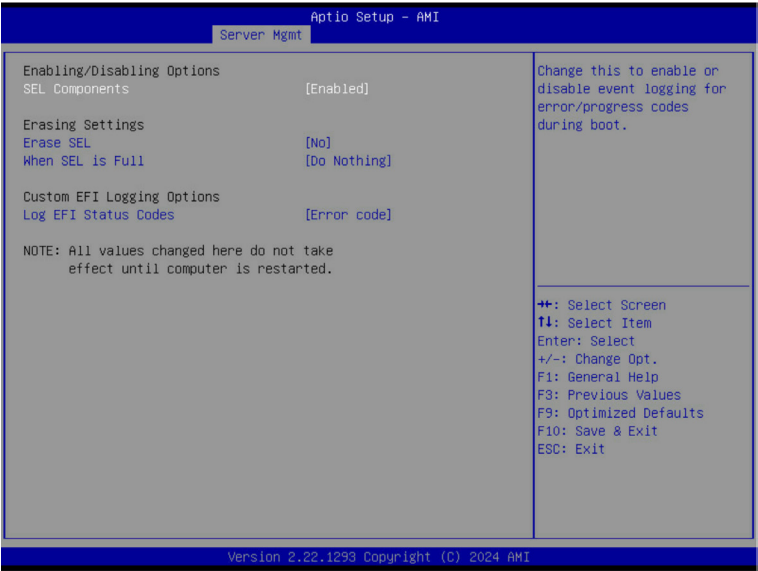 Aptio Setup – AMI
Server Mgmt
Enabling/Disabling Options
SEL Components [Enabled]
Erasing Settings
Erase SEL [No]
When SEL is Full [Do Nothing]
Custom EFI Logging Options
Log EFI Status Codes [Error code]
NOTE: All values changed here do not take
effect until computer is restarted.
Change this to enable or
disable event logging for
error/progress codes
during boot.
→←: Select Screen
↑↓: Select Item
Enter: Select
+/-: Change Opt.
F1: General Help
F3: Previous Values
F9: Optimized Defaults
F10: Save & Exit
ESC: Exit
Version 2.22.1293 Copyright (C) 2024 AMI